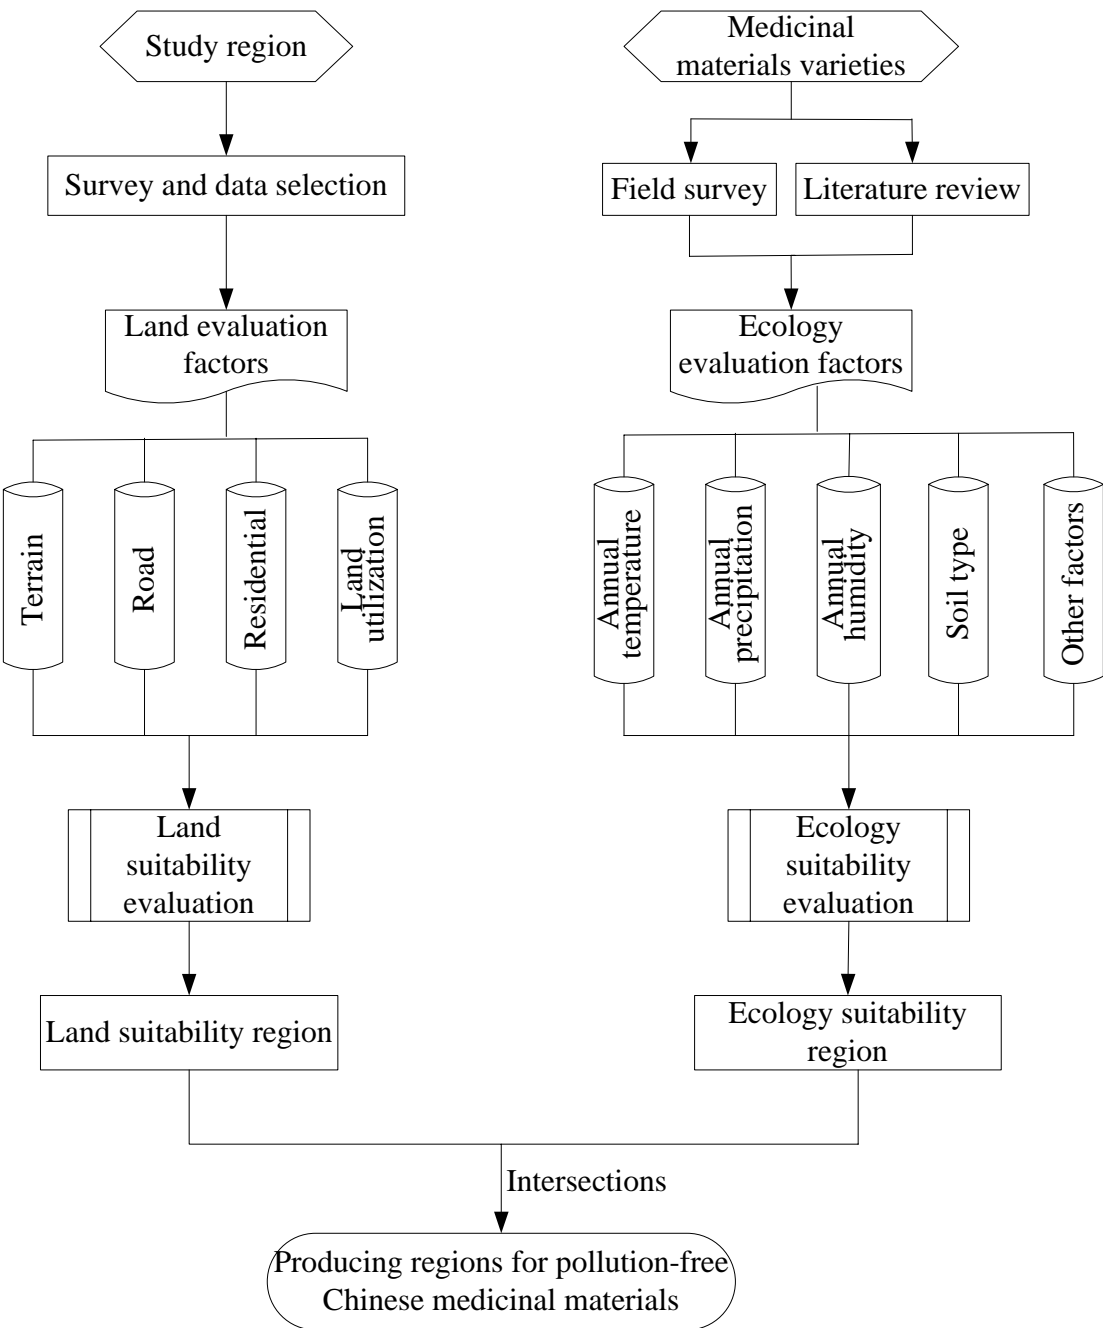 Study region
Medicinal
materials varieties
Survey and data selection
Field survey
Literature review
Land evaluation
factors
Ecology
evaluation factors
Terrain
Road
Residential
Land
utilization
Annual
temperature
Annual
precipitation
Annual
humidity
Soil type
Other factors
Land
suitability
evaluation
Ecology
suitability
evaluation
Land suitability region
Ecology suitability
region
Intersections
Producing regions for pollution-free
Chinese medicinal materials